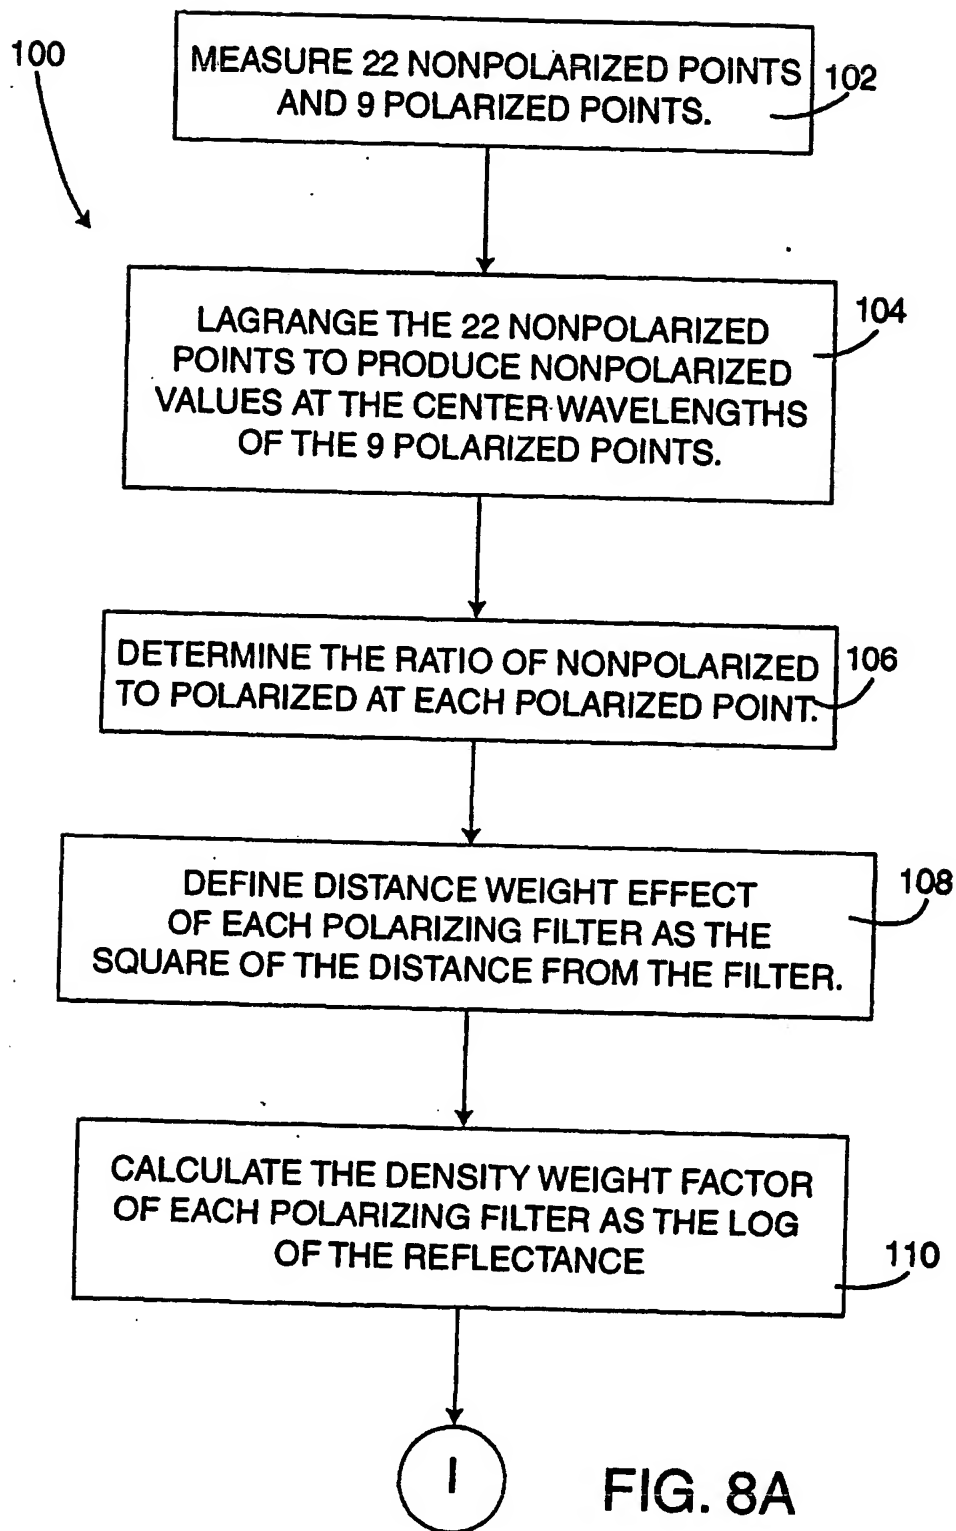 100
MEASURE 22 NONPOLARIZED POINTS
AND 9 POLARIZED POINTS.
102
LAGRANGE THE 22 NONPOLARIZED
POINTS TO PRODUCE NONPOLARIZED
VALUES AT THE CENTER WAVELENGTHS
OF THE 9 POLARIZED POINTS.
104
DETERMINE THE RATIO OF NONPOLARIZED
TO POLARIZED AT EACH POLARIZED POINT.
106
DEFINE DISTANCE WEIGHT EFFECT
OF EACH POLARIZING FILTER AS THE
SQUARE OF THE DISTANCE FROM THE FILTER.
108
CALCULATE THE DENSITY WEIGHT FACTOR
OF EACH POLARIZING FILTER AS THE LOG
OF THE REFLECTANCE
110
I
FIG. 8A